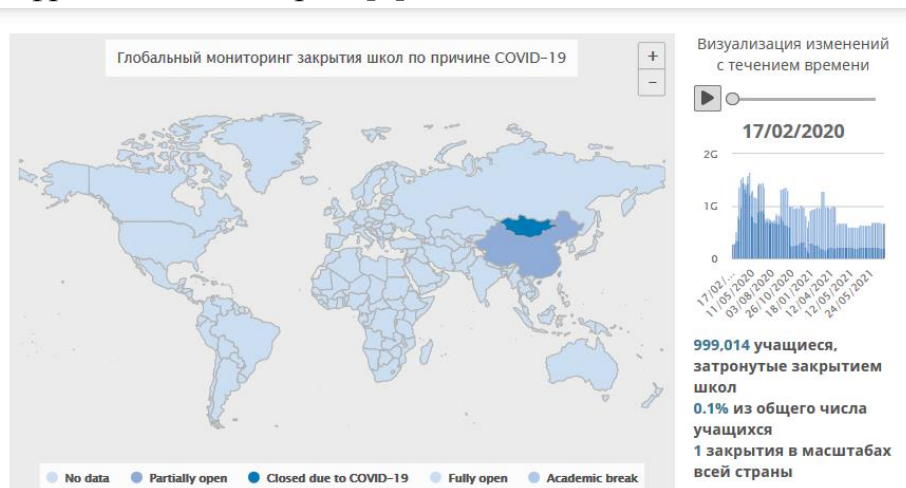 Глобальный мониторинг закрытия школ по причине COVID-19
+
−
Визуализация изменений
с течением времени
17/02/2020
2G
1G
0
17/02/...
11/05/2020
03/08/2020
26/10/2020
18/01/2021
12/04/2021
12/05/2021
24/05/2021
999,014 учащиеся,
затронутые закрытием
школ
0.1% из общего числа
учащихся
1 закрытия в масштабах
всей страны
No data Partially open Closed due to COVID-19 Fully open Academic break